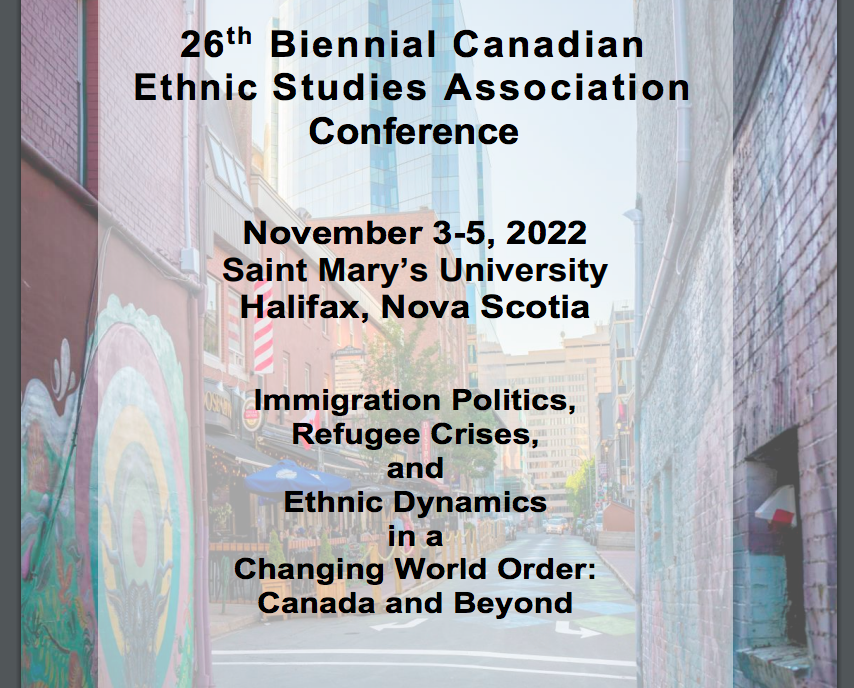 26th Biennial Canadian
Ethnic Studies Association
Conference
November 3-5, 2022
Saint Mary’s University
Halifax, Nova Scotia
Immigration Politics,
Refugee Crises,
and
Ethnic Dynamics
in a
Changing World Order:
Canada and Beyond